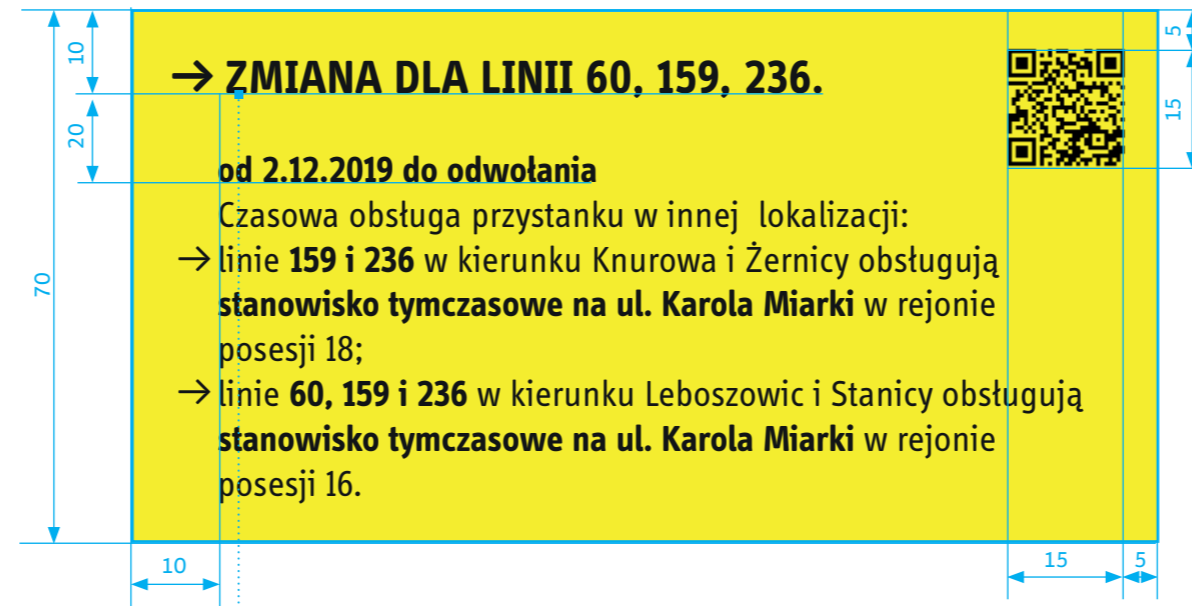 → ZMIANA DLA LINII 60, 159, 236.
od 2.12.2019 do odwołania
Czasowa obsługa przystanku w innej  lokalizacji:
→ linie 159 i 236 w kierunku Knurowa i Żernicy obsługują
stanowisko tymczasowe na ul. Karola Miarki w rejonie
posesji 18;
→ linie 60, 159 i 236 w kierunku Leboszowic i Stanicy obsługują
stanowisko tymczasowe na ul. Karola Miarki w rejonie
posesji 16.
10
20
70
5
15
10
15
5